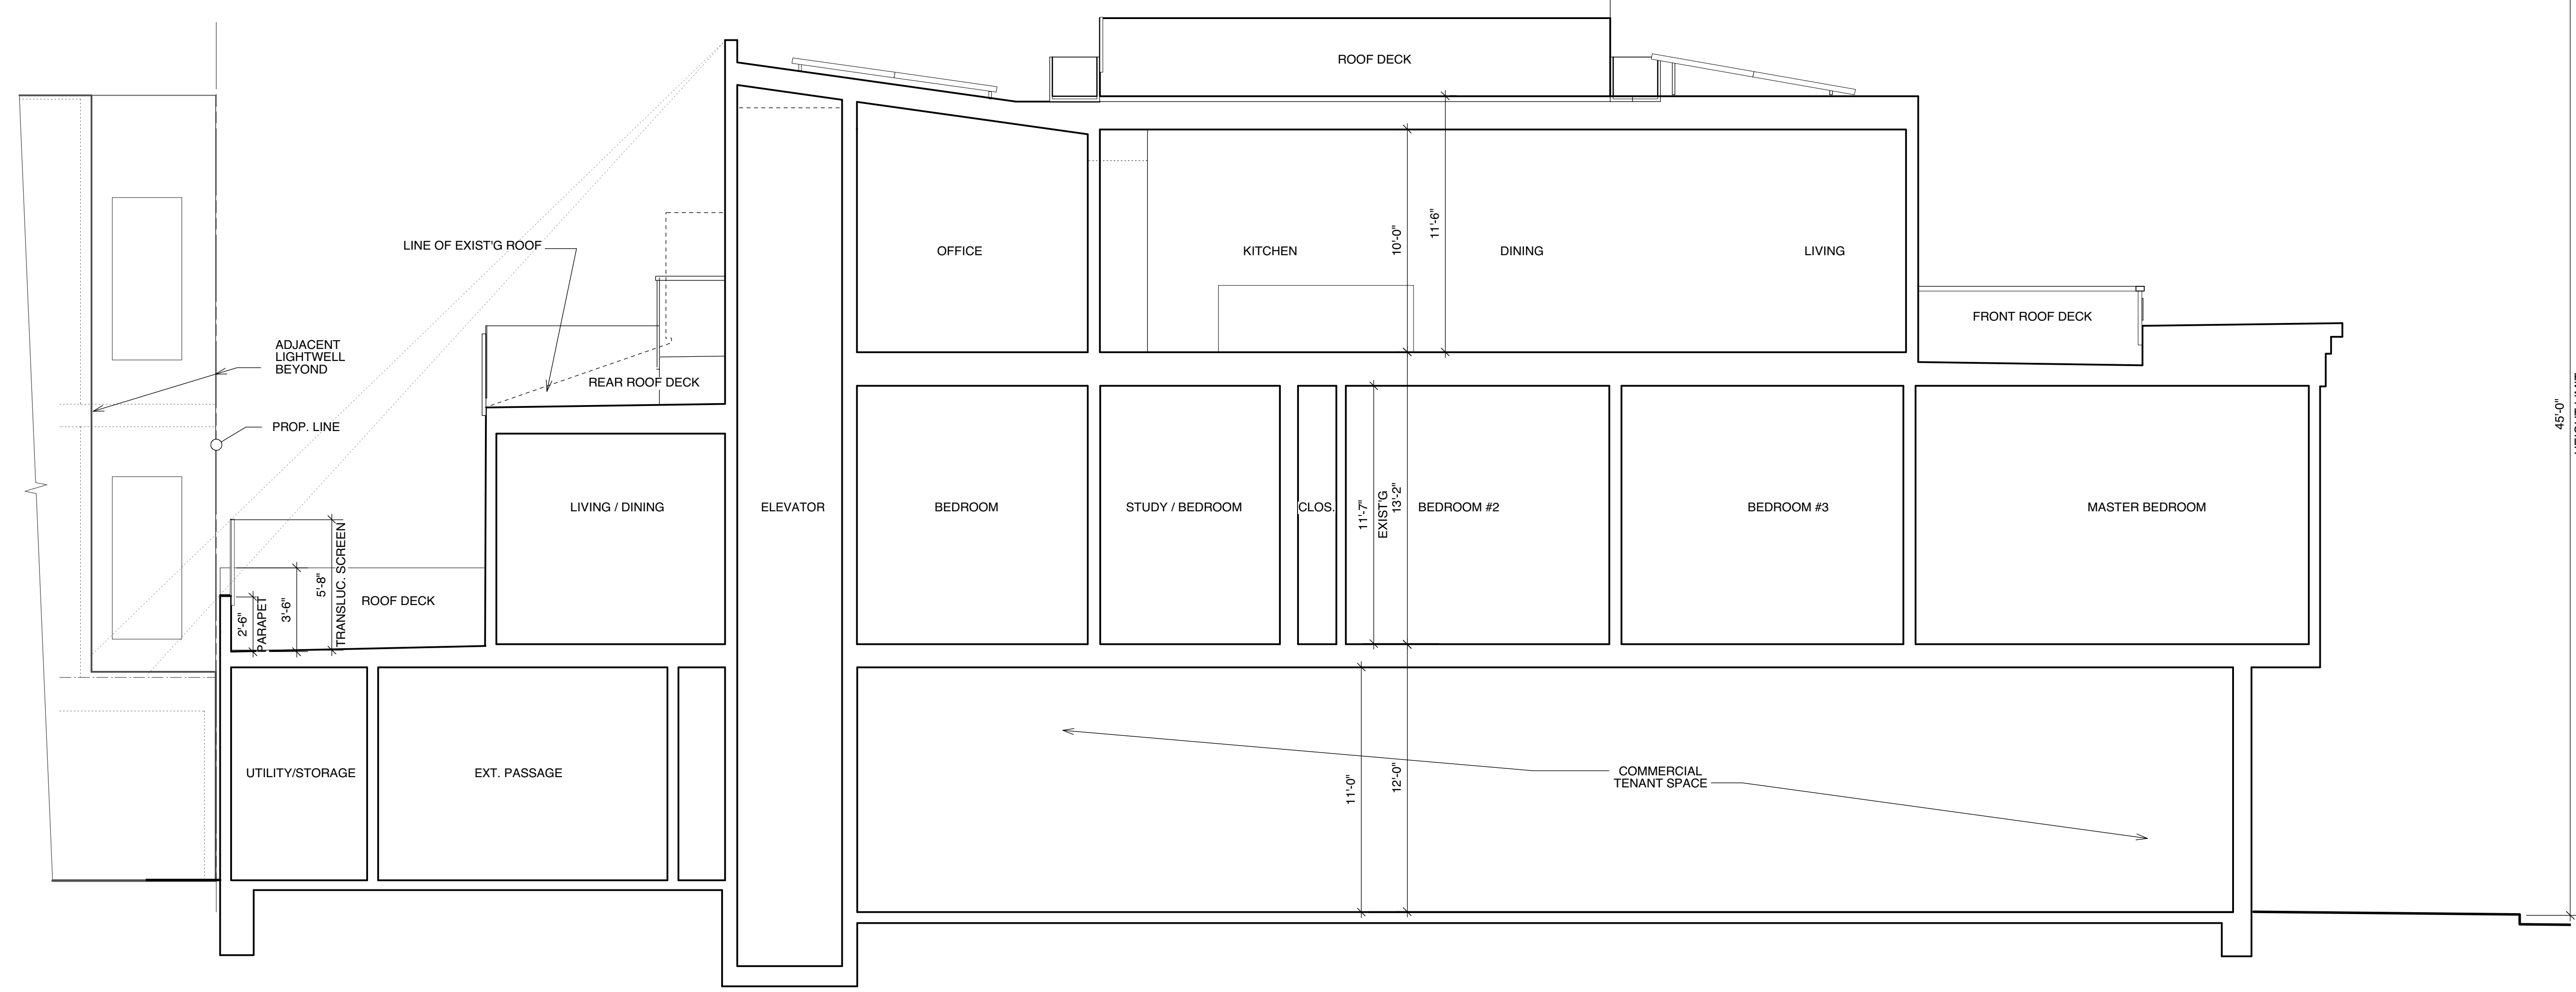 ROOF DECK
LINE OF EXIST'G ROOF
OFFICE
KITCHEN
10'-0"
11'-6"
DINING
LIVING
FRONT ROOF DECK
ADJACENT
LIGHTWELL
BEYOND
REAR ROOF DECK
PROP. LINE
45'-0"
LIVING / DINING
ELEVATOR
BEDROOM
STUDY / BEDROOM
CLOS.
11'-7"
EXIST'G
13'-2"
BEDROOM #2
BEDROOM #3
MASTER BEDROOM
2'-6"
PARAPET
3'-6"
5'-8"
TRANSLUC. SCREEN
ROOF DECK
UTILITY/STORAGE
EXT. PASSAGE
11'-0"
12'-0"
COMMERCIAL
TENANT SPACE